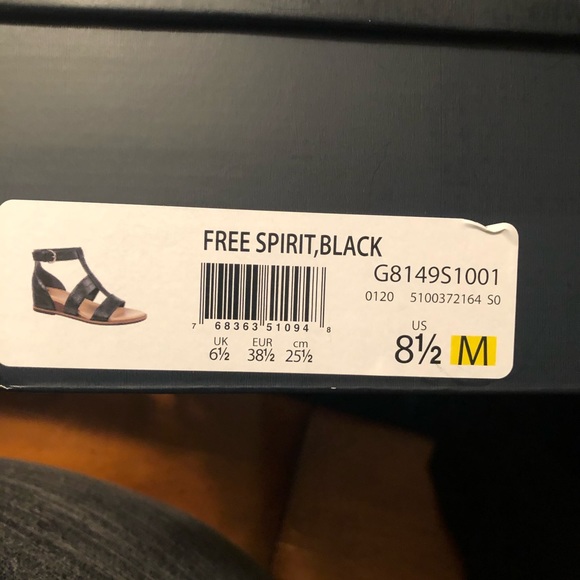 FREE SPIRIT,BLACK
G8149S1001
0120 5100372164 S0
7 68363 51094 8
UK EUR cm US
6½ 38½ 25½ 8½ M